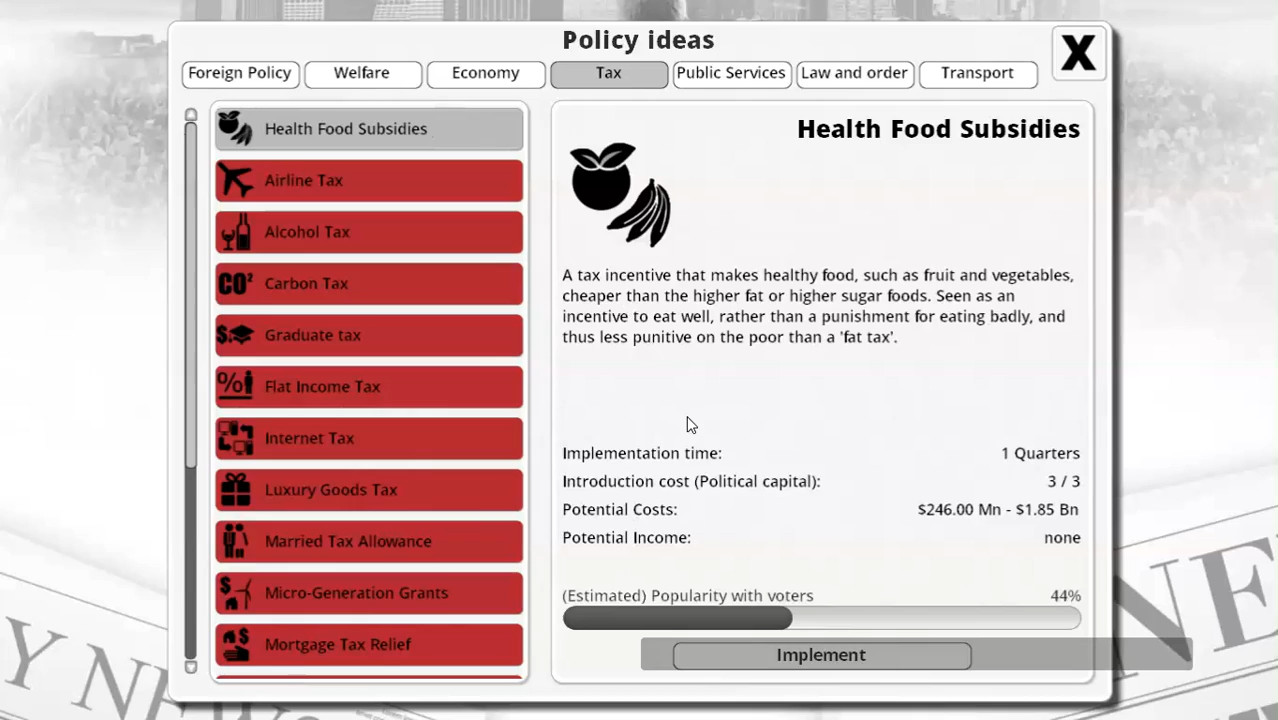 Policy ideas
X
Foreign Policy
Welfare
Economy
Tax
Public Services
Law and order
Transport
Health Food Subsidies
Airline Tax
Alcohol Tax
CO² Carbon Tax
$ Graduate tax
% Flat Income Tax
Internet Tax
Luxury Goods Tax
Married Tax Allowance
$ Micro-Generation Grants
$ Mortgage Tax Relief
Health Food Subsidies
A tax incentive that makes healthy food, such as fruit and vegetables,
cheaper than the higher fat or higher sugar foods. Seen as an
incentive to eat well, rather than a punishment for eating badly, and
thus less punitive on the poor than a 'fat tax'.
Implementation time: 1 Quarters
Introduction cost (Political capital): 3 / 3
Potential Costs: $246.00 Mn - $1.85 Bn
Potential Income: none
(Estimated) Popularity with voters 44%
Implement
Y NEWS
NE